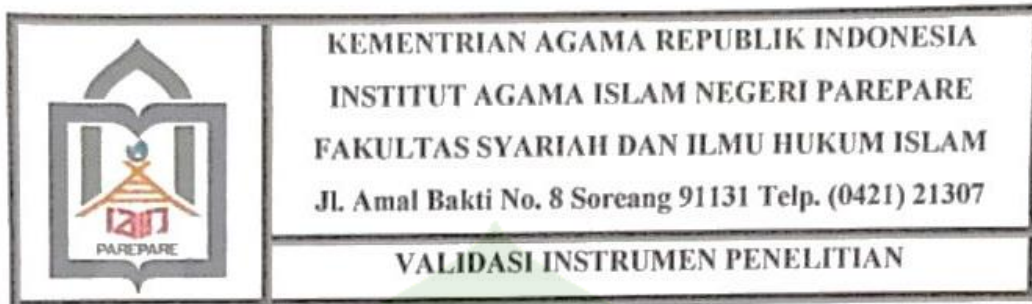 KEMENTRIAN AGAMA REPUBLIK INDONESIA
INSTITUT AGAMA ISLAM NEGERI PAREPARE
FAKULTAS SYARIAH DAN ILMU HUKUM ISLAM
Jl. Amal Bakti No. 8 Soreang 91131 Telp. (0421) 21307
VALIDASI INSTRUMEN PENELITIAN
IAIN
PAREPARE